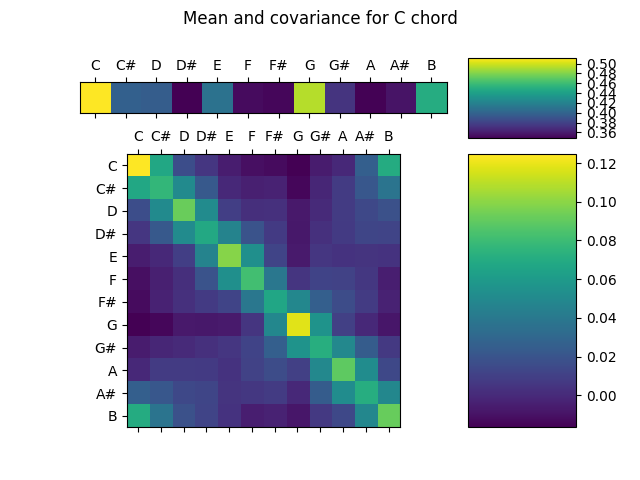 Mean and covariance for C chord
C C# D D# E F F# G G# A A# B
0.50
0.48
0.46
0.44
0.42
0.40
0.38
0.36
C C# D D# E F F# G G# A A# B
C
C#
D
D#
E
F
F#
G
G#
A
A#
B
0.12
0.10
0.08
0.06
0.04
0.02
0.00